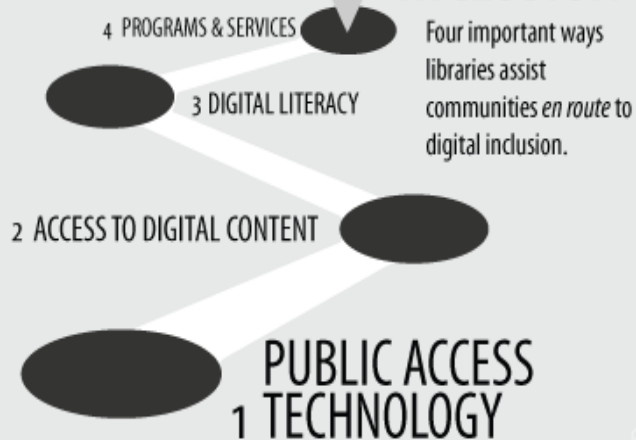 4 PROGRAMS & SERVICES
Four important ways
libraries assist
communities en route to
digital inclusion.
3 DIGITAL LITERACY
2 ACCESS TO DIGITAL CONTENT
PUBLIC ACCESS
1 TECHNOLOGY